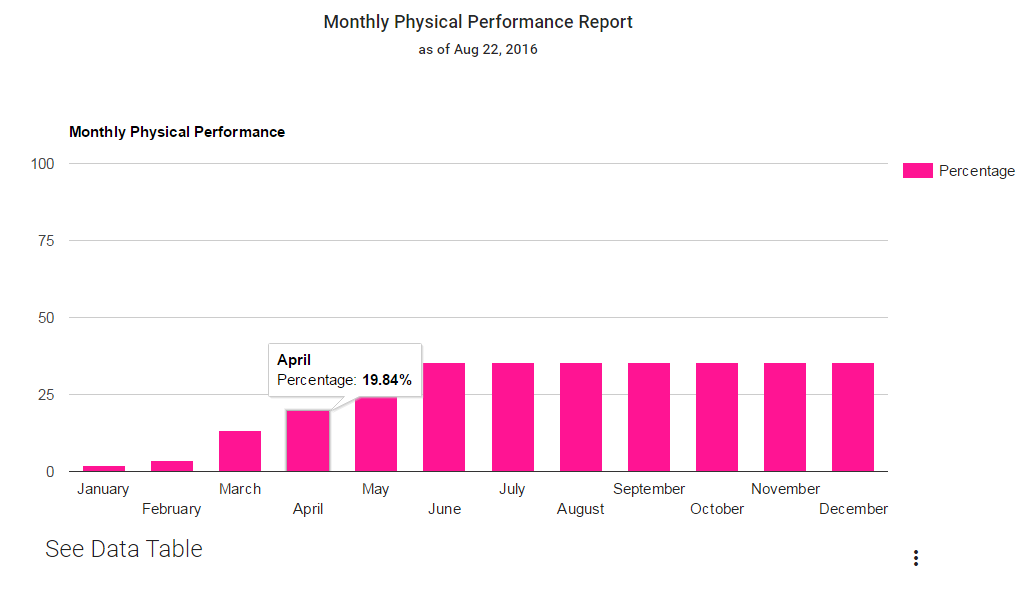 Monthly Physical Performance Report
as of Aug 22, 2016
Monthly Physical Performance
100
75
50
25
0
Percentage
April
Percentage: 19.84%
January
February
March
April
May
June
July
August
September
October
November
December
See Data Table